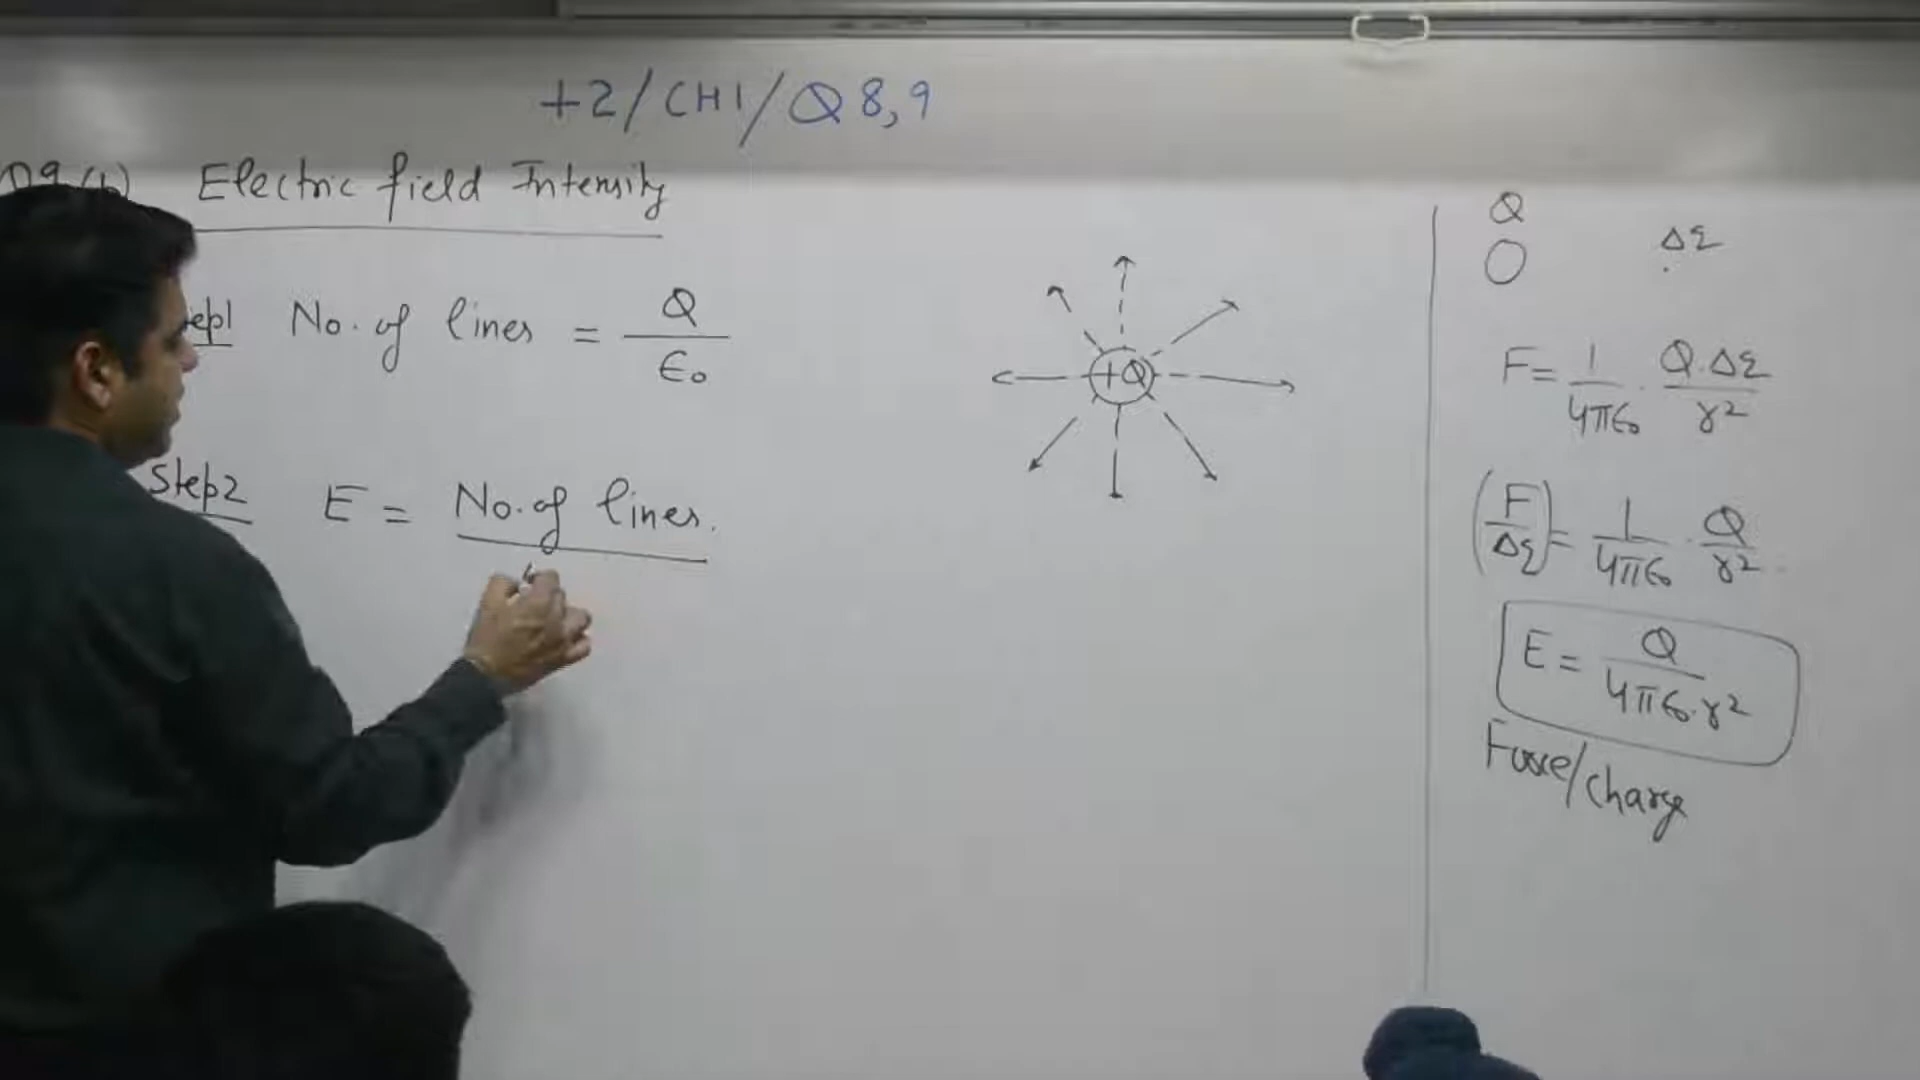 +2/CH1/Q 8,9
Q9(b) Electric field Intensity
Step1 No. of lines = Q/ϵ₀
Step2 E = No. of lines.
+Q
Q
Δq
F = 1/4πϵ₀ . Q.Δq/r²
(F/Δq) = 1/4πϵ₀ . Q/r²
E = Q/4πϵ₀.r²
Force/charge